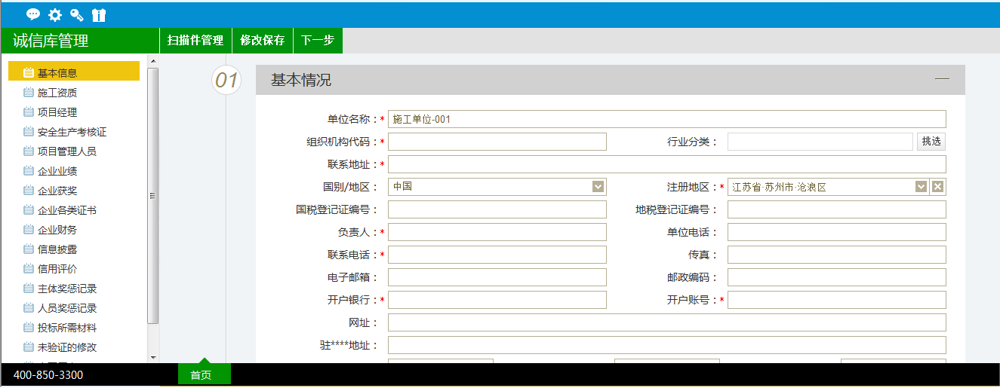 诚信库管理 扫描件管理 修改保存 下一步
基本信息
施工资质
项目经理
安全生产考核证
项目管理人员
企业业绩
企业获奖
企业各类证书
企业财务
信息披露
信用评价
主体奖惩记录
人员奖惩记录
投标所需材料
未验证的修改
01 基本情况
单位名称：* 施工单位-001
组织机构代码：* 行业分类： 挑选
联系地址：*
国别/地区： 中国 注册地区：* 江苏省·苏州市·沧浪区
国税登记证编号： 地税登记证编号：
负责人：* 单位电话：
联系电话：* 传真：
电子邮箱： 邮政编码：
开户银行：* 开户账号：*
网址：
驻****地址：
400-850-3300 首页